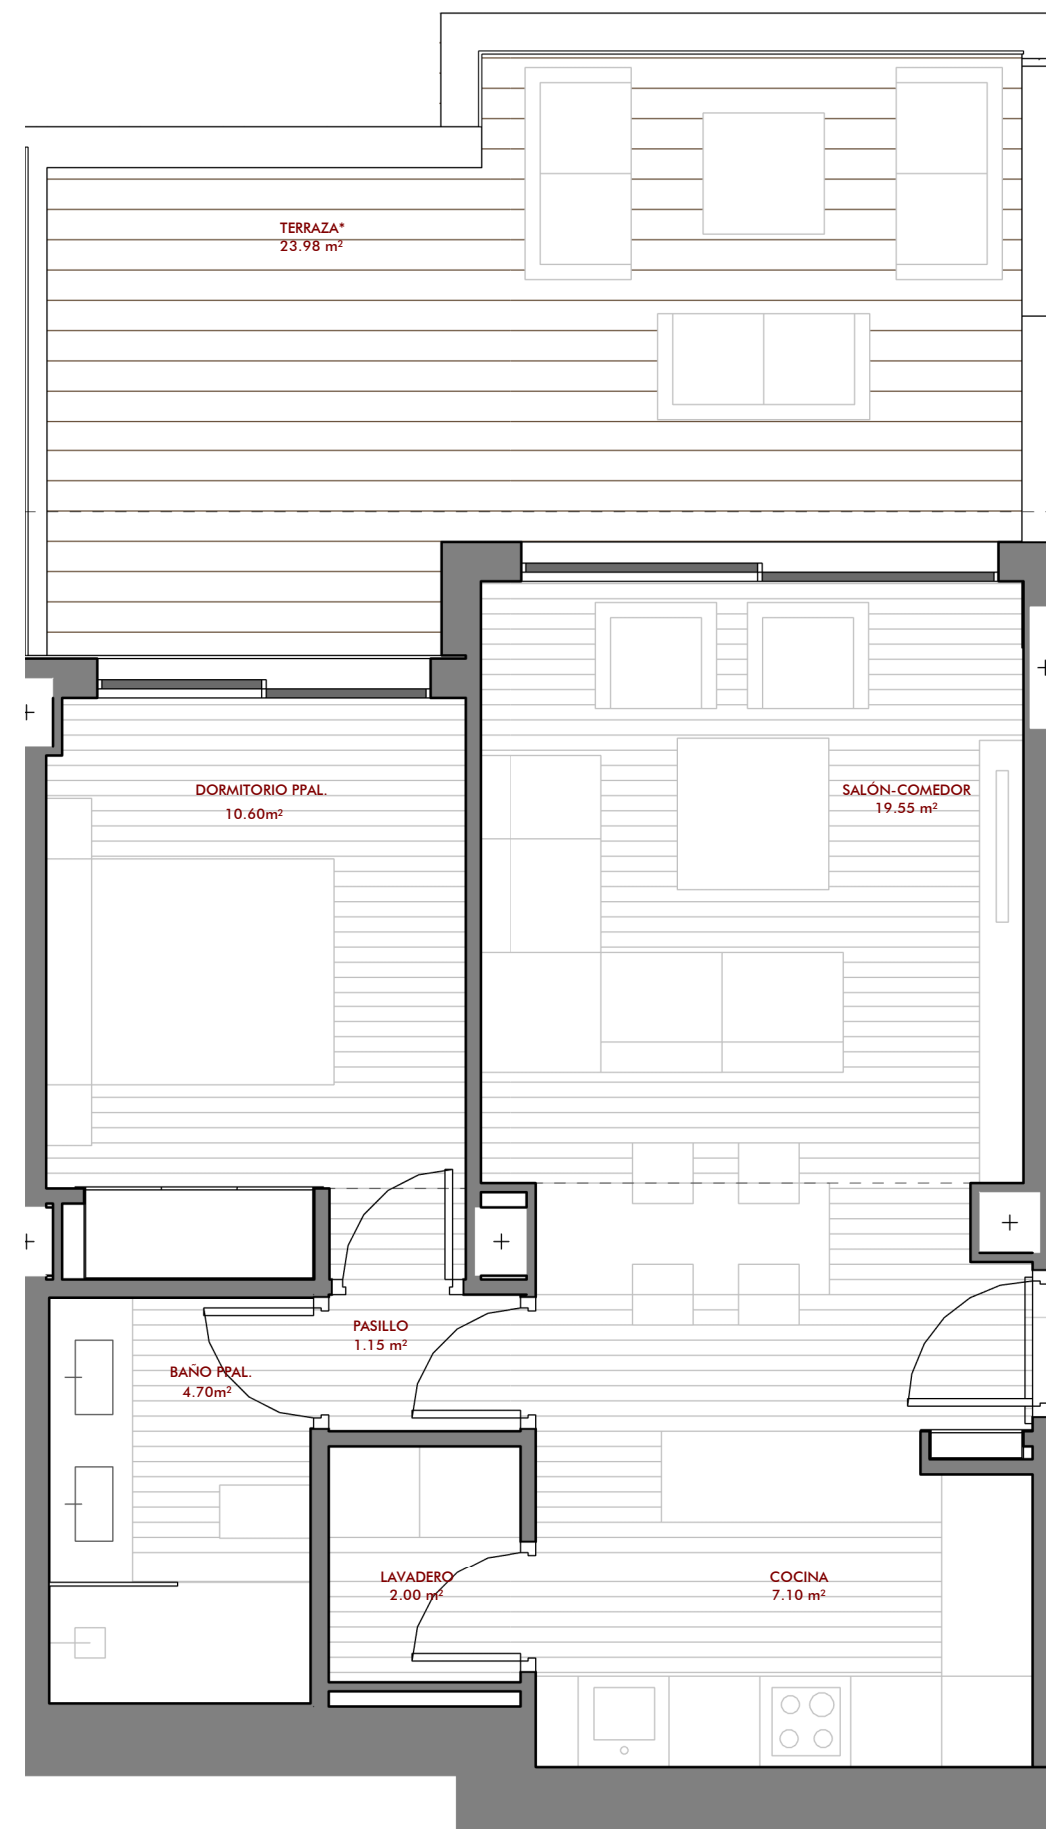 TERRAZA*
23.98 m²
DORMITORIO PPAL.
10.60m²
SALÓN-COMEDOR
19.55 m²
PASILLO
1.15 m²
BAÑO PPAL.
4.70m²
LAVADERO
2.00 m²
COCINA
7.10 m²